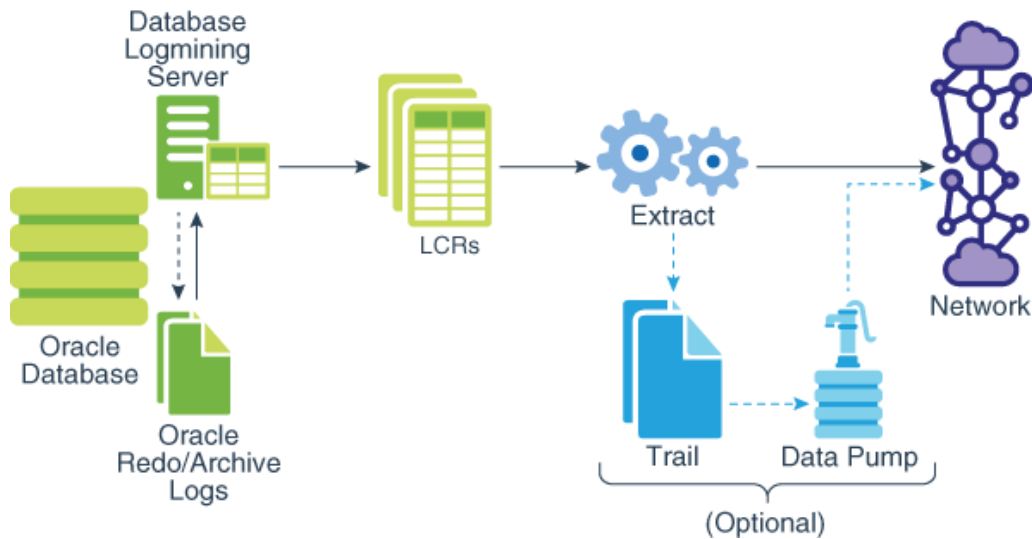 Database
Logmining
Server
Oracle
Database
Oracle
Redo/Archive
Logs
LCRs
Extract
Trail
Data Pump
(Optional)
Network